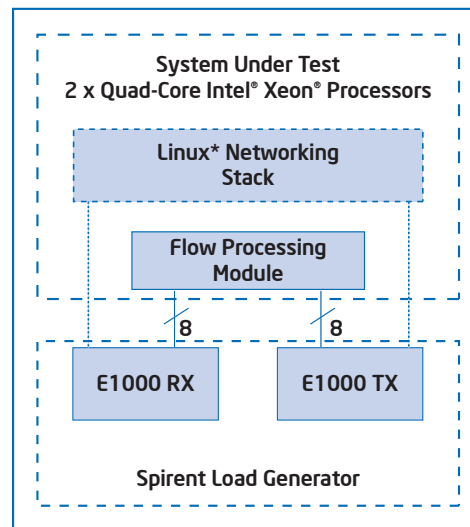 System Under Test
2 x Quad-Core Intel® Xeon® Processors
Linux* Networking
Stack
Flow Processing
Module
8
8
E1000 RX
E1000 TX
Spirent Load Generator